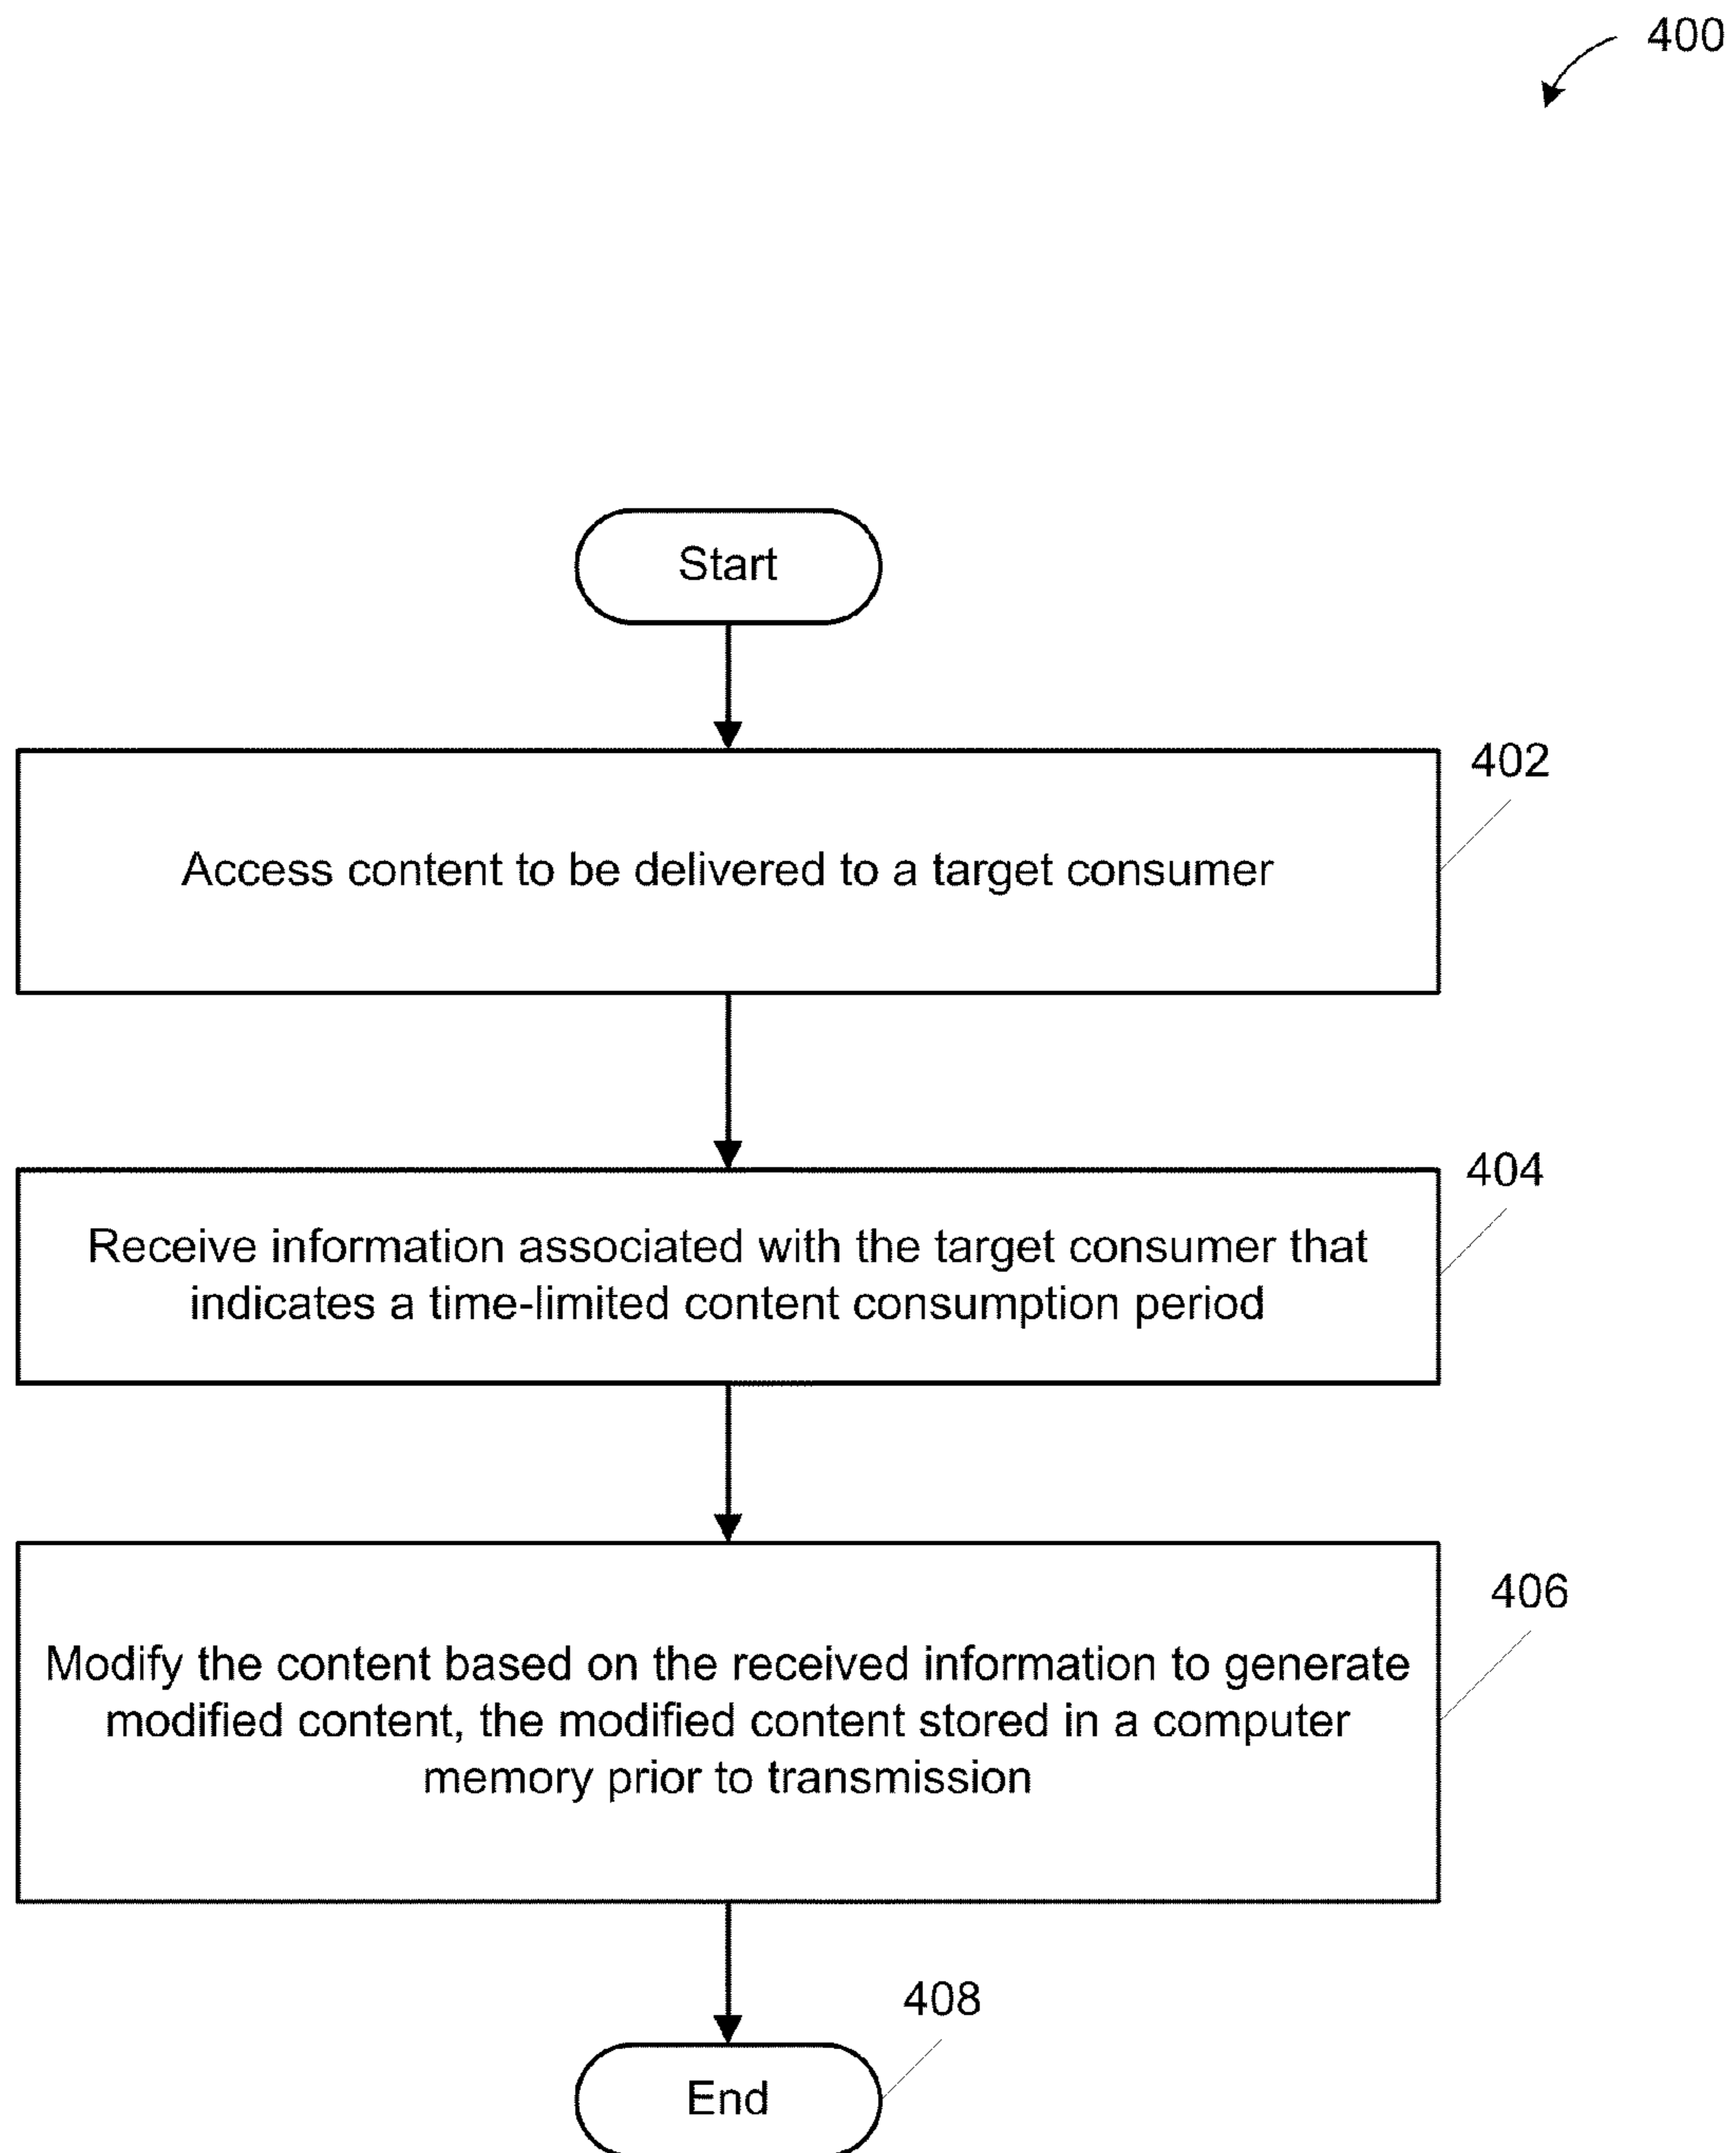 400
Start
402
Access content to be delivered to a target consumer
404
Receive information associated with the target consumer that
indicates a time-limited content consumption period
406
Modify the content based on the received information to generate
modified content, the modified content stored in a computer
memory prior to transmission
408
End